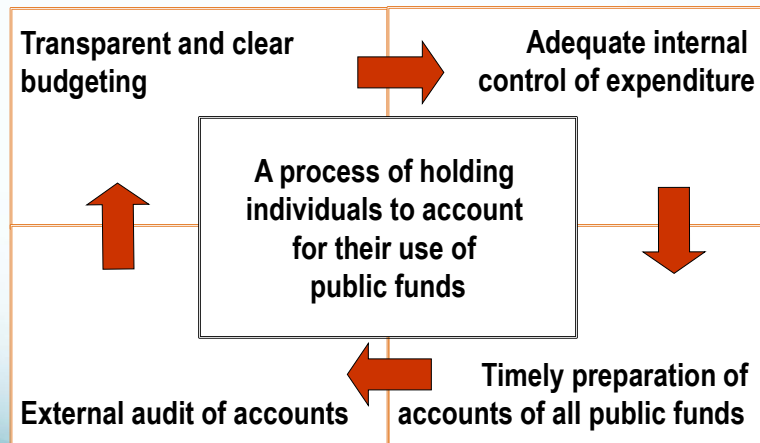 Transparent and clear
budgeting
Adequate internal
control of expenditure
A process of holding
individuals to account
for their use of
public funds
External audit of accounts
Timely preparation of
accounts of all public funds